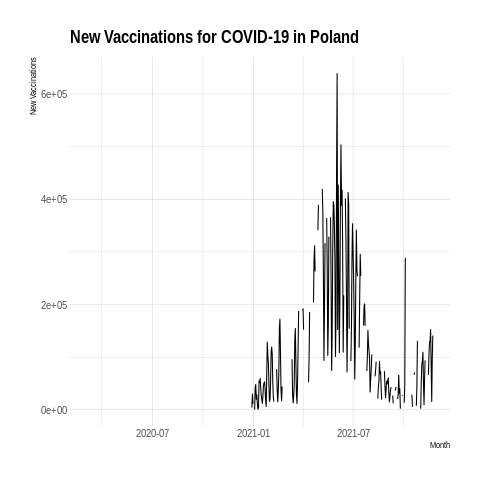 New Vaccinations for COVID-19 in Poland
New Vaccinations
6e+05
4e+05
2e+05
0e+00
2020-07
2021-01
2021-07
Month